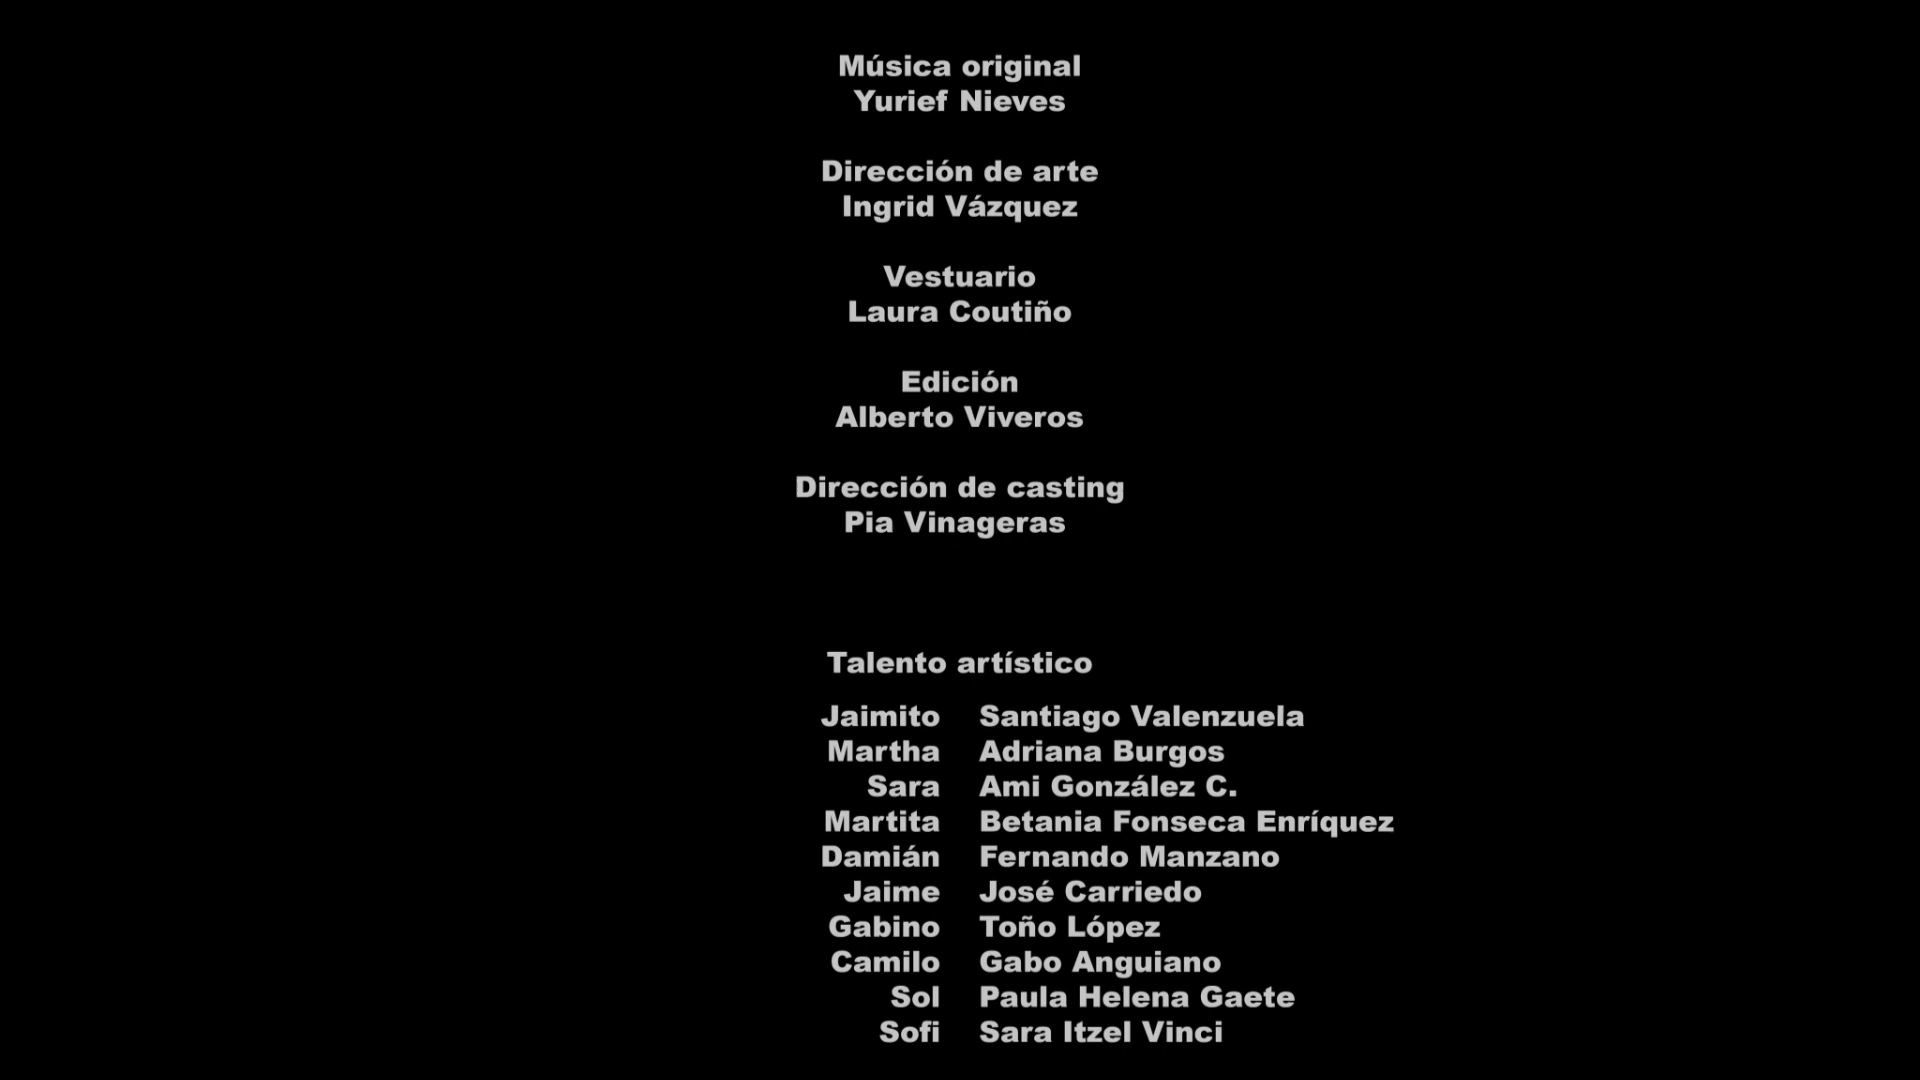 Música original
Yurief Nieves
Dirección de arte
Ingrid Vázquez
Vestuario
Laura Coutiño
Edición
Alberto Viveros
Dirección de casting
Pia Vinageras
Talento artístico
Jaimito Santiago Valenzuela
Martha Adriana Burgos
Sara Ami González C.
Martita Betania Fonseca Enríquez
Damián Fernando Manzano
Jaime José Carriedo
Gabino Toño López
Camilo Gabo Anguiano
Sol Paula Helena Gaete
Sofi Sara Itzel Vinci